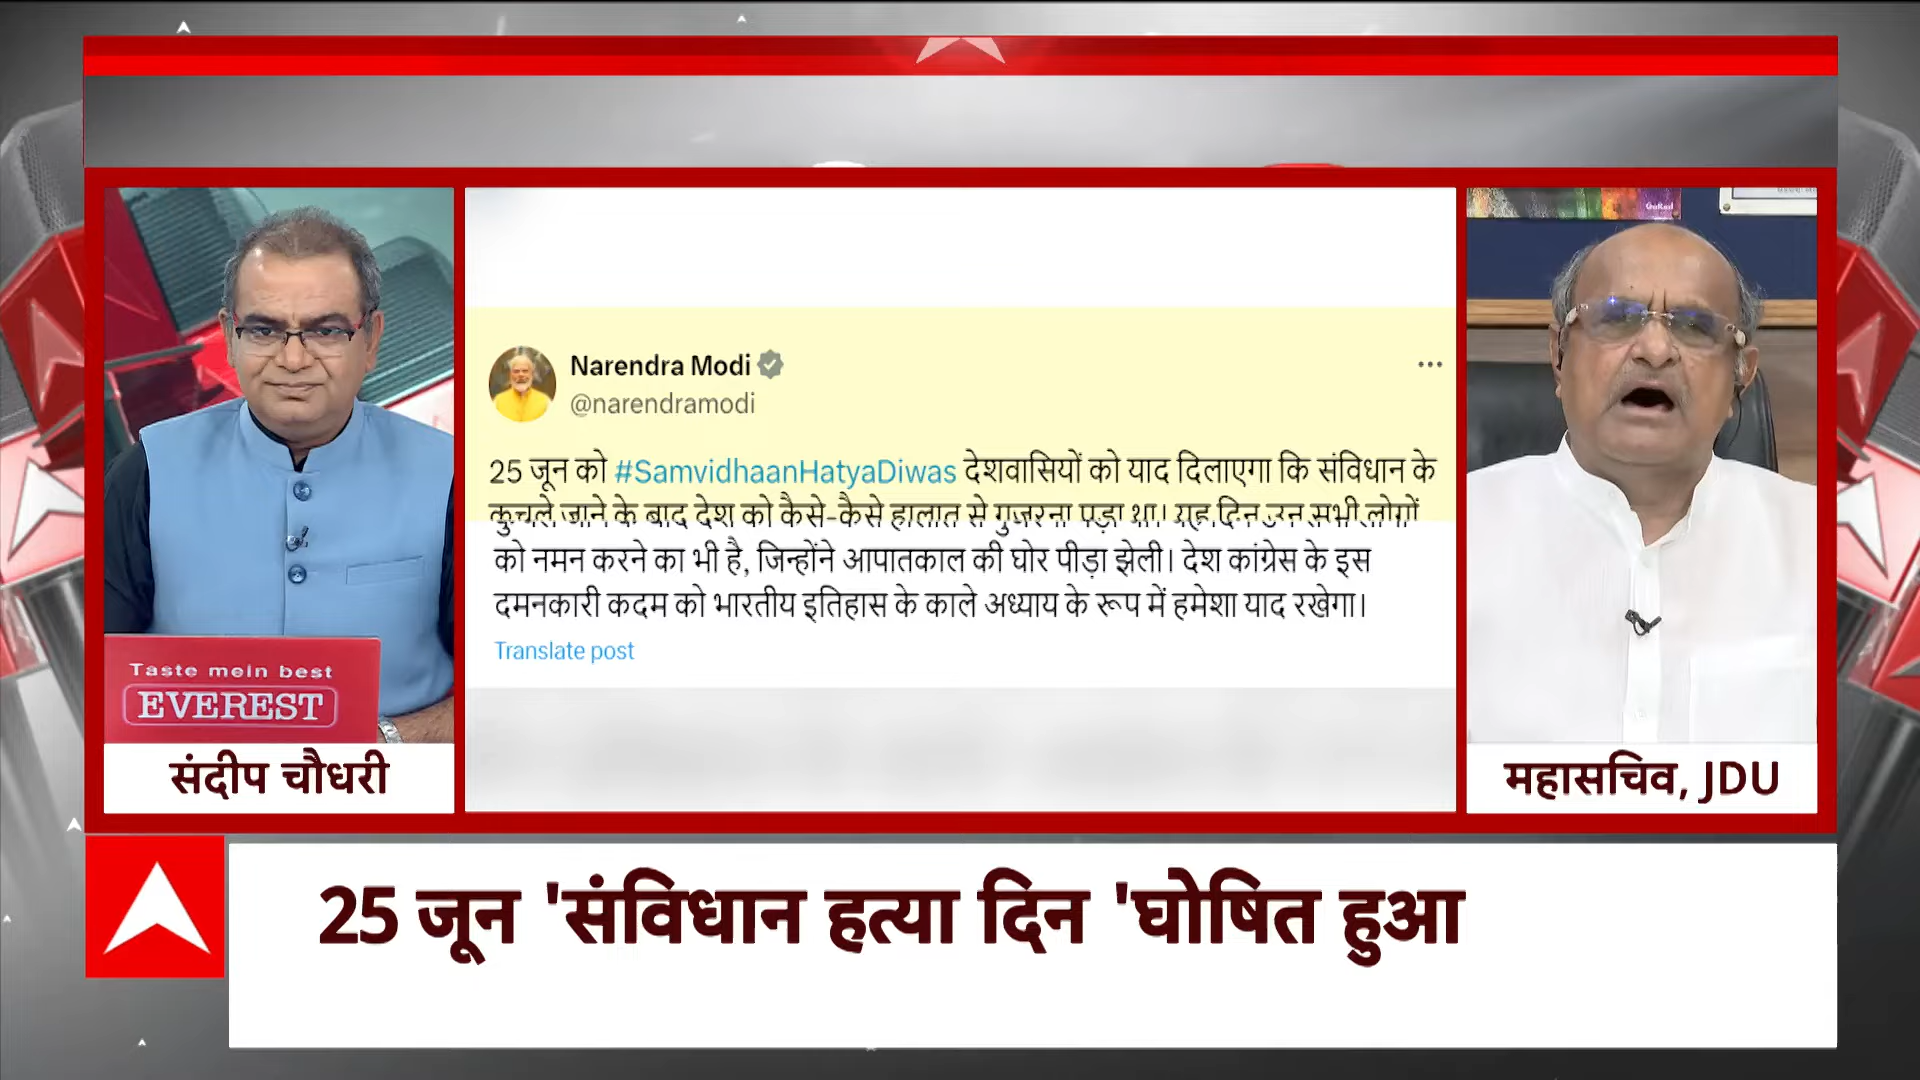 Narendra Modi
@narendramodi
25 जून को #SamvidhaanHatyaDiwas देशवासियों को याद दिलाएगा कि संविधान के
कुचले जाने के बाद देश को कैसे-कैसे हालात से गुजरना पड़ा था। यह दिन उन सभी लोगों
को नमन करने का भी है, जिन्होंने आपातकाल की घोर पीड़ा झेली। देश कांग्रेस के इस
दमनकारी कदम को भारतीय इतिहास के काले अध्याय के रूप में हमेशा याद रखेगा।
Translate post
Taste mein best
EVEREST
संदीप चौधरी
महासचिव, JDU
25 जून 'संविधान हत्या दिन 'घोषित हुआ